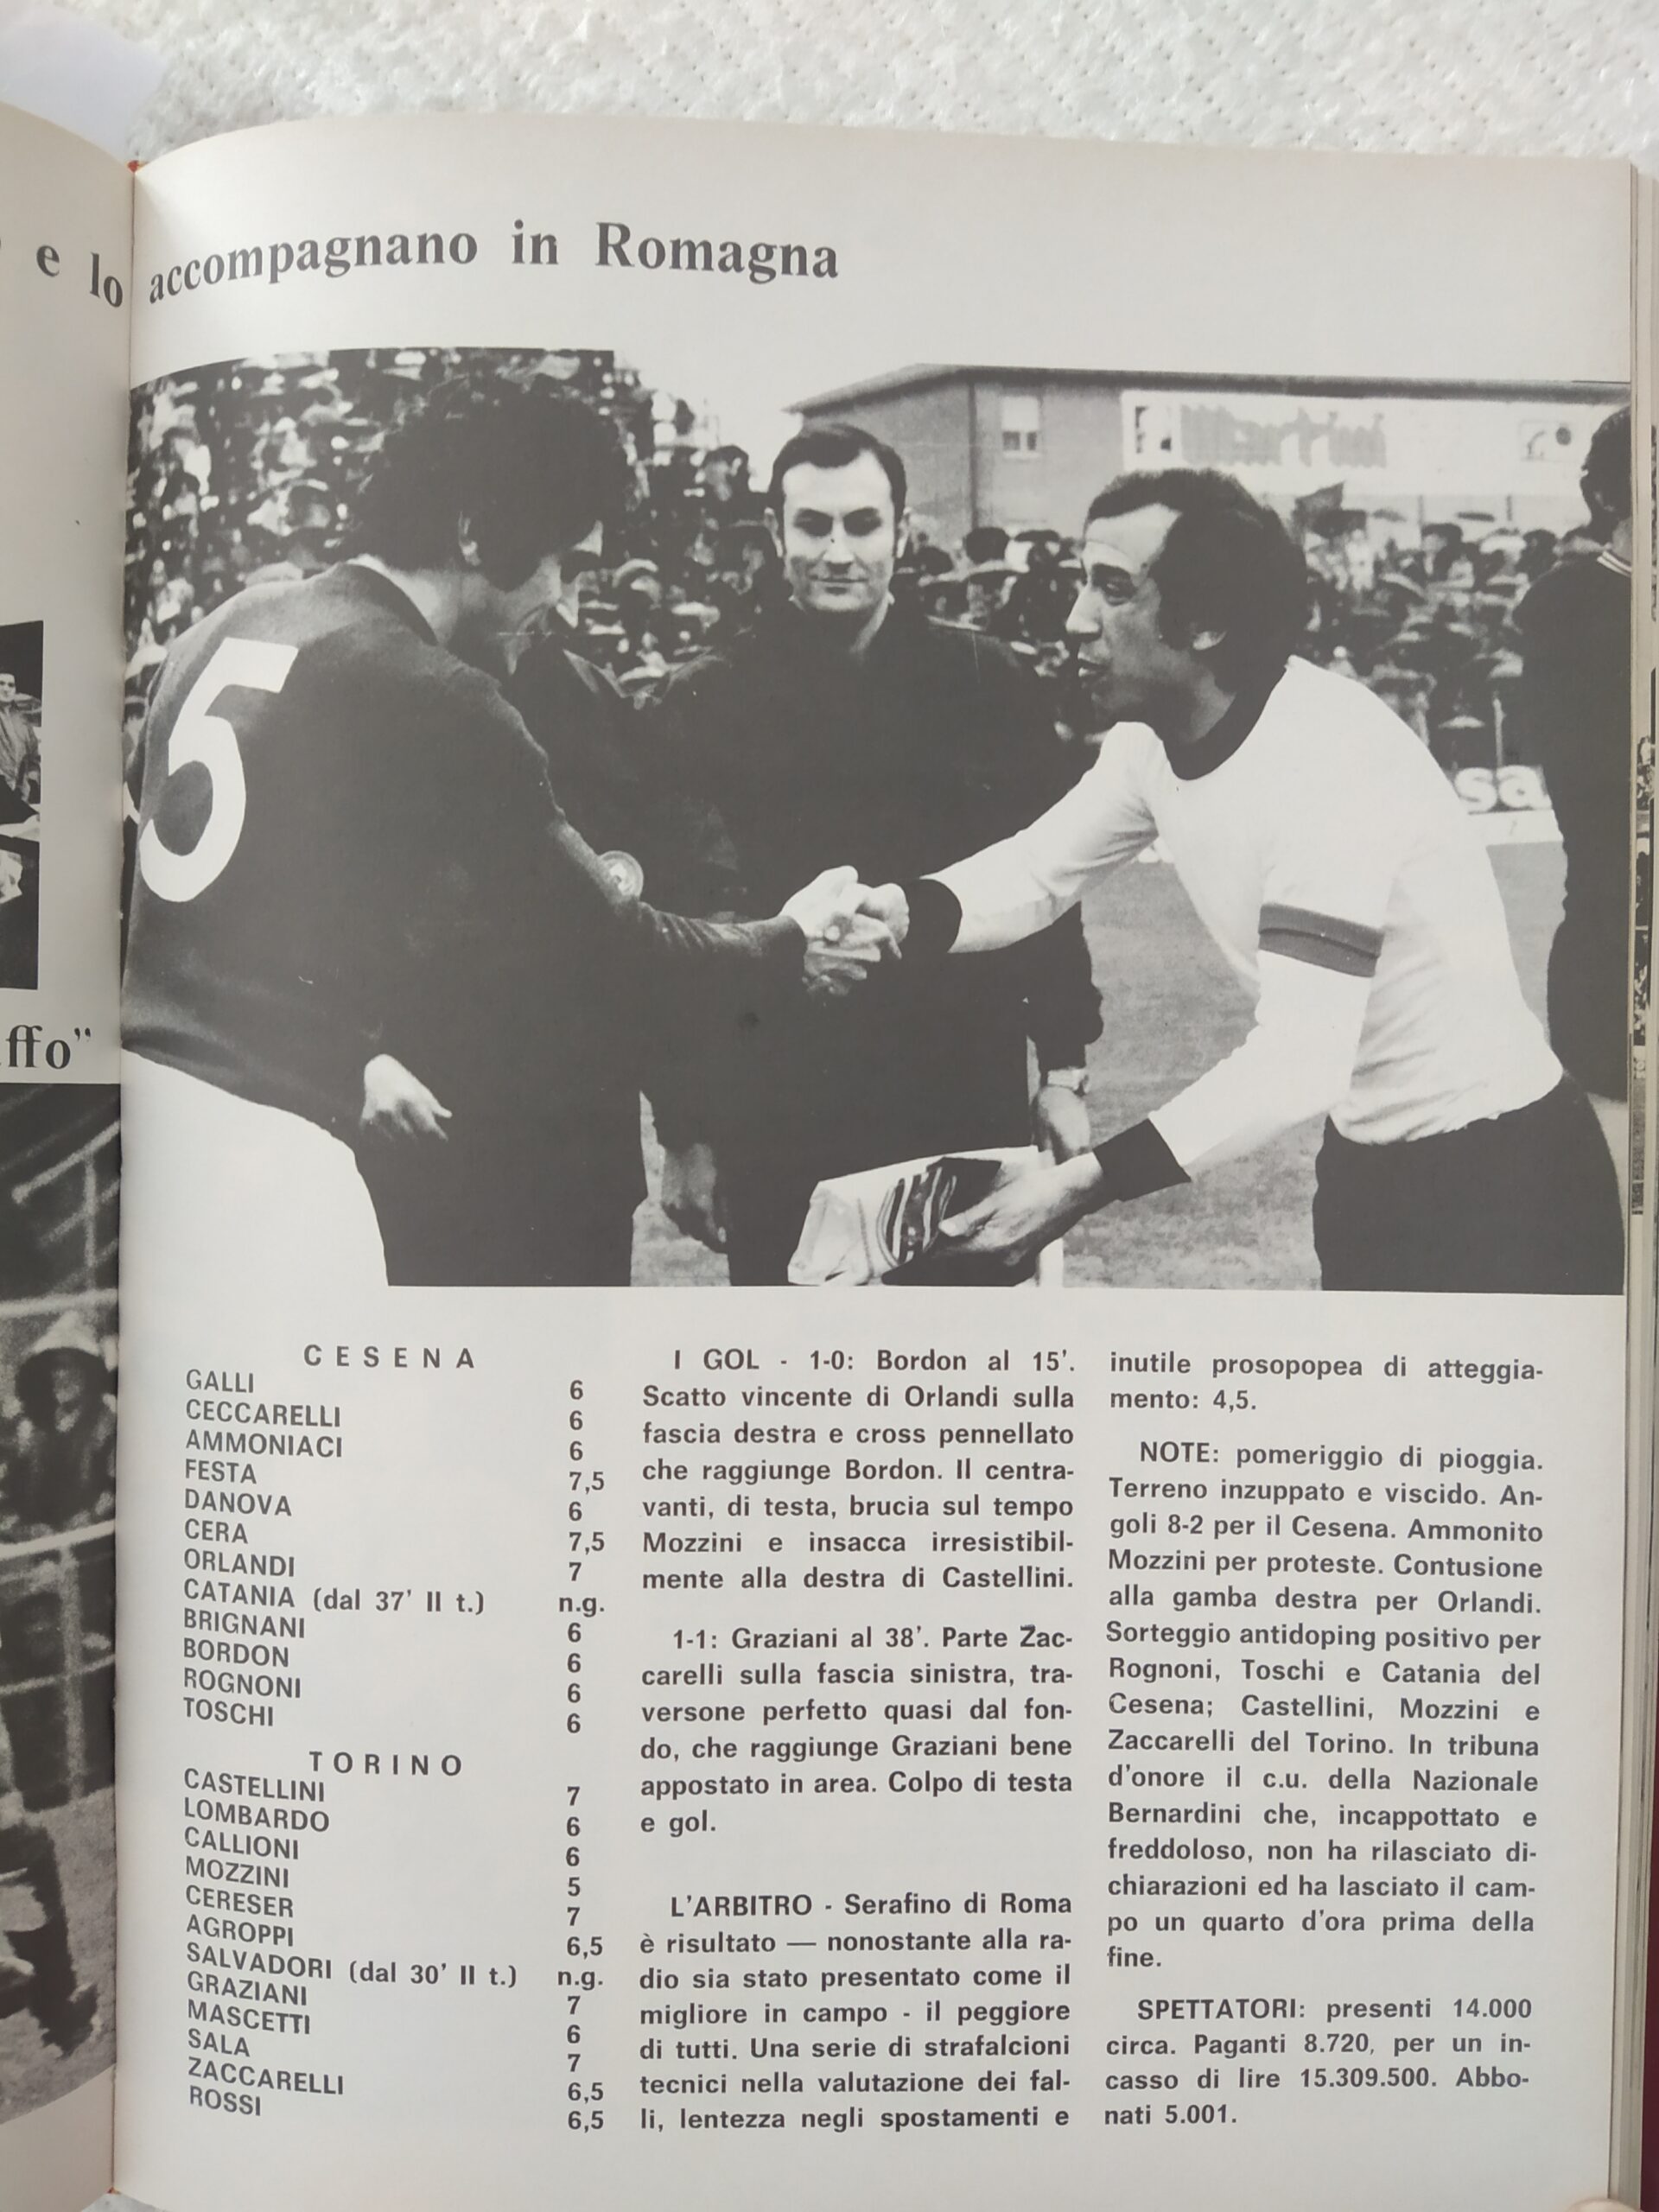 e lo accompagnano in Romagna
ffo”
5
sa
CESENA
GALLI 6
CECCARELLI 6
AMMONIACI 6
FESTA 7,5
DANOVA 6
CERA 7,5
ORLANDI 7
CATANIA (dal 37' II t.) n.g.
BRIGNANI 6
BORDON 6
ROGNONI 6
TOSCHI 6
TORINO
CASTELLINI 7
LOMBARDO 6
CALLIONI 6
MOZZINI 5
CERESER 7
AGROPPI 6,5
SALVADORI (dal 30' II t.) n.g.
GRAZIANI 7
MASCETTI 6
SALA 7
ZACCARELLI 6,5
ROSSI 6,5
I GOL - 1-0: Bordon al 15'.
Scatto vincente di Orlandi sulla
fascia destra e cross pennellato
che raggiunge Bordon. Il centra-
vanti, di testa, brucia sul tempo
Mozzini e insacca irresistibil-
mente alla destra di Castellini.
1-1: Graziani al 38'. Parte Zac-
carelli sulla fascia sinistra, tra-
versone perfetto quasi dal fon-
do, che raggiunge Graziani bene
appostato in area. Colpo di testa
e gol.
L'ARBITRO - Serafino di Roma
è risultato — nonostante alla ra-
dio sia stato presentato come il
migliore in campo - il peggiore
di tutti. Una serie di strafalcioni
tecnici nella valutazione dei fal-
li, lentezza negli spostamenti e
inutile prosopopea di atteggia-
mento: 4,5.
NOTE: pomeriggio di pioggia.
Terreno inzuppato e viscido. An-
goli 8-2 per il Cesena. Ammonito
Mozzini per proteste. Contusione
alla gamba destra per Orlandi.
Sorteggio antidoping positivo per
Rognoni, Toschi e Catania del
Cesena; Castellini, Mozzini e
Zaccarelli del Torino. In tribuna
d'onore il c.u. della Nazionale
Bernardini che, incappottato e
freddoloso, non ha rilasciato di-
chiarazioni ed ha lasciato il cam-
po un quarto d'ora prima della
fine.
SPETTATORI: presenti 14.000
circa. Paganti 8.720, per un in-
casso di lire 15.309.500. Abbo-
nati 5.001.